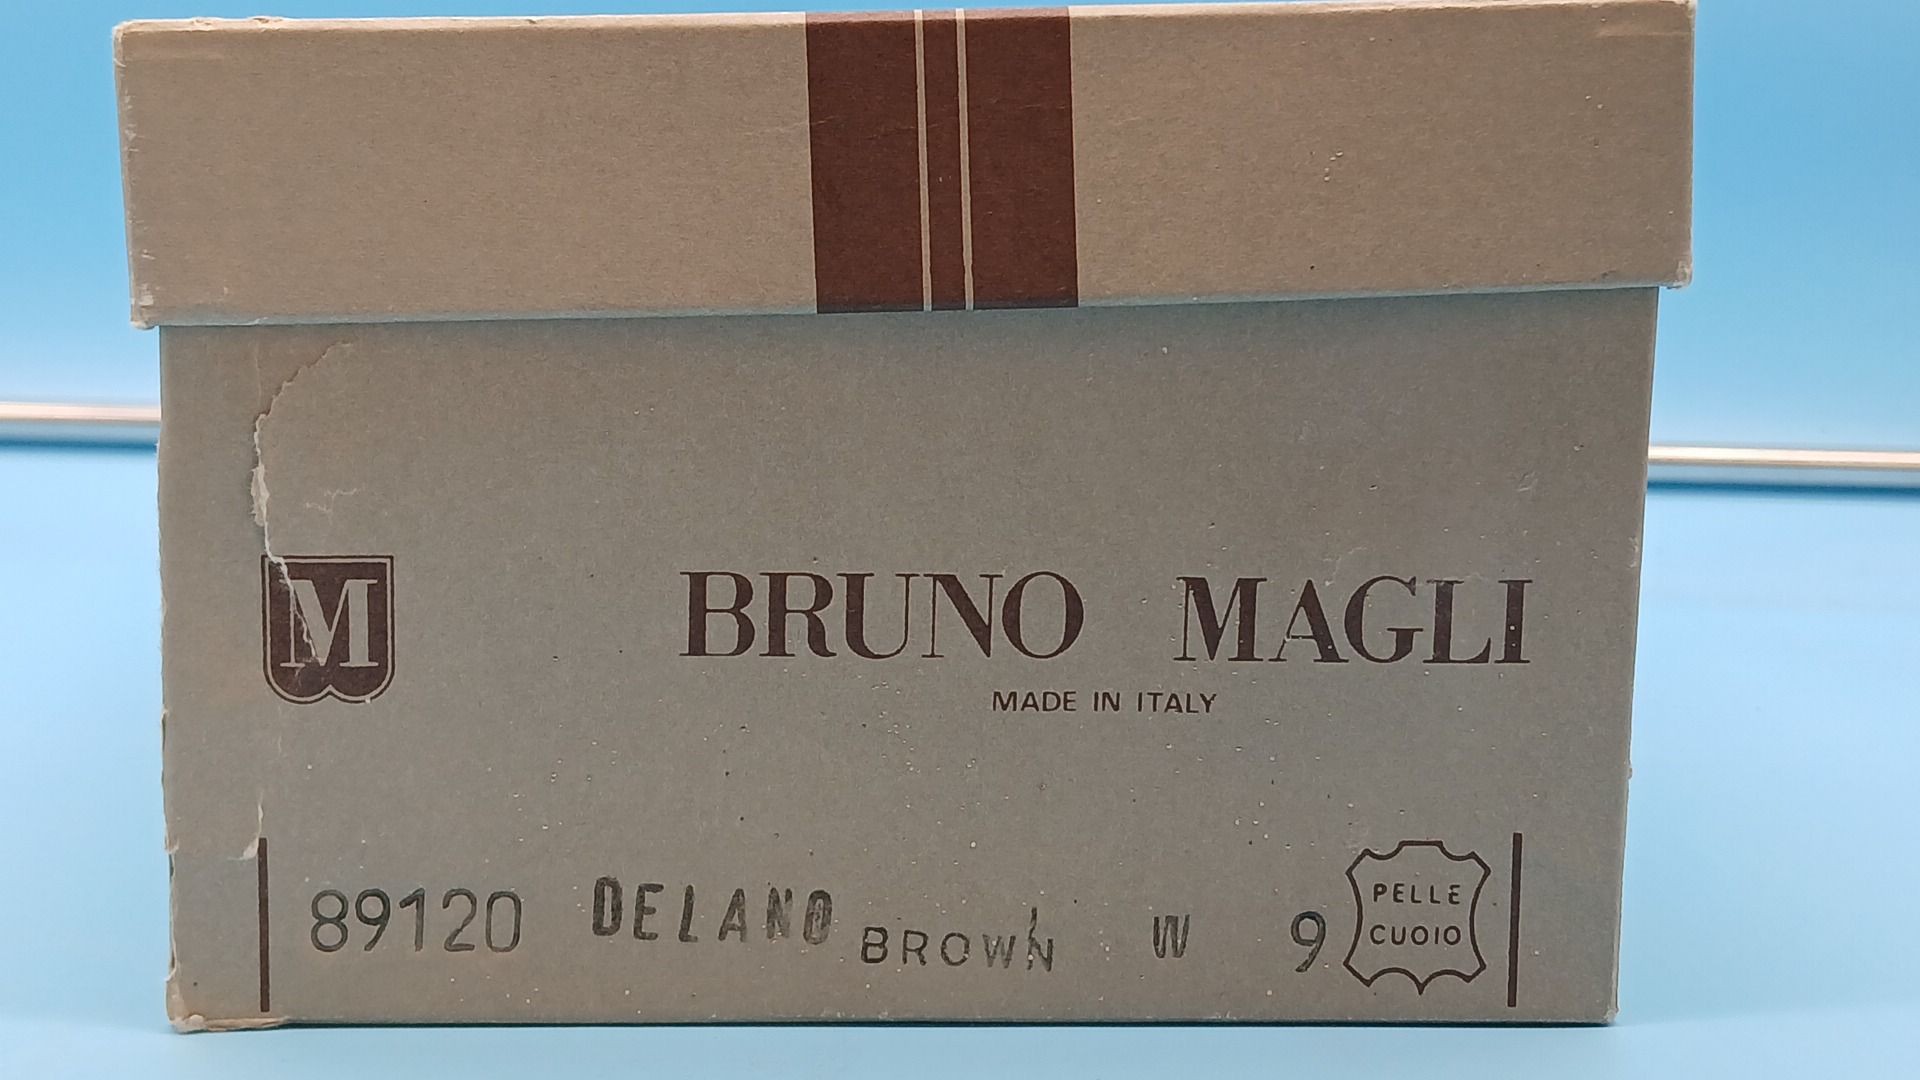 M
BRUNO MAGLI
MADE IN ITALY
89120 DELANO BROWN W 9
PELLE
CUOIO